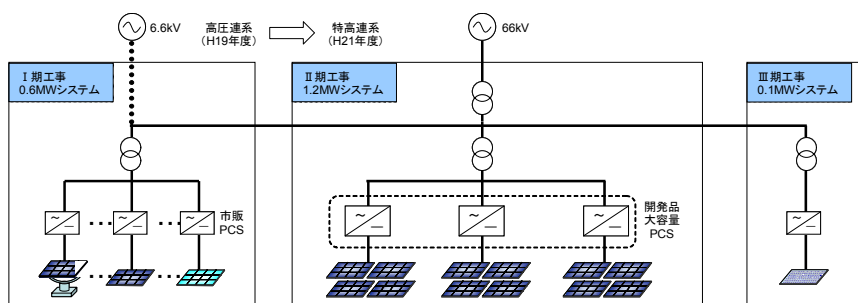 6.6kV
高圧連系
（H19年度）
特高連系
（H21年度）
66kV
Ⅰ期工事
0.6MWシステム
Ⅱ期工事
1.2MWシステム
Ⅲ期工事
0.1MWシステム
市販
PCS
開発品
大容量
PCS